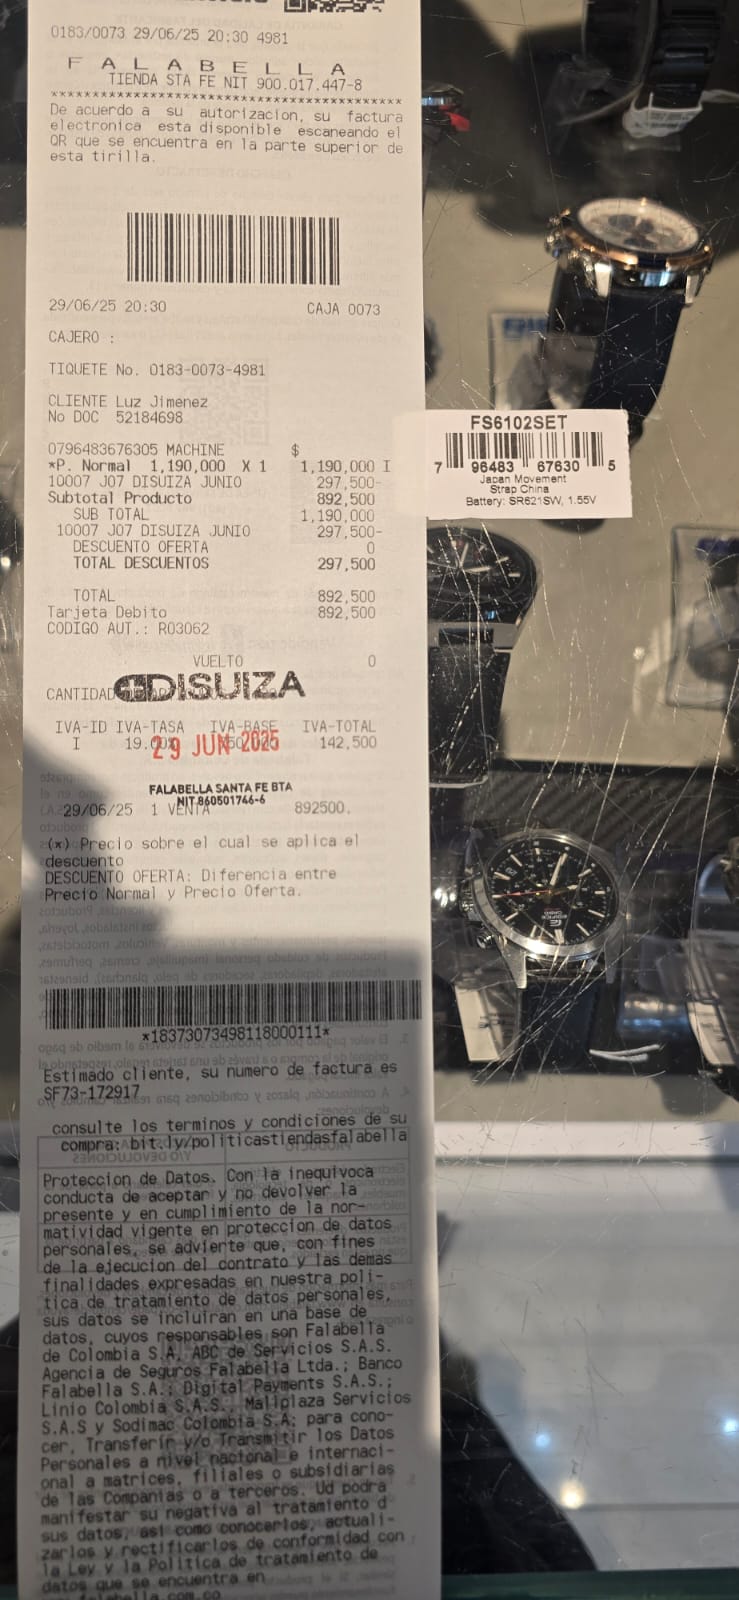 0183/0073 29/06/25 20:30 4981
F A L A B E L L A
TIENDA STA FE NIT 900.017.447-8
******************************************
De acuerdo a su autorizacion, su factura
electronica esta disponible escaneando el
QR que se encuentra en la parte superior de
esta tirilla.
29/06/25 20:30 CAJA 0073
CAJERO :
TIQUETE No. 0183-0073-4981
CLIENTE Luz Jimenez
No DOC 52184698
0796483676305 MACHINE $
*P. Normal 1,190,000 X 1 1,190,000 I
10007 J07 DISUIZA JUNIO 297,500-
Subtotal Producto 892,500
SUB TOTAL 1,190,000
10007 J07 DISUIZA JUNIO 297,500-
DESCUENTO OFERTA 0
TOTAL DESCUENTOS 297,500
TOTAL 892,500
Tarjeta Debito 892,500
CODIGO AUT.: R03062
VUELTO 0
CANTIDAD
DISUIZA
IVA-ID IVA-TASA IVA-BASE IVA-TOTAL
I 19.00% 142,500
29 JUN 2025
FALABELLA SANTA FE BTA
NIT 860501746-6
29/06/25 1 VENTA 892500.
(*) Precio sobre el cual se aplica el
descuento
DESCUENTO OFERTA: Diferencia entre
Precio Normal y Precio Oferta.
*18373073498118000111*
Estimado cliente, su numero de factura es
SF73-172917
consulte los terminos y condiciones de su
compra: bit.ly/politicastiendasfalabella
Proteccion de Datos. Con la inequivoca
conducta de aceptar y no devolver la
presente y en cumplimiento de la nor-
matividad vigente en proteccion de datos
personales, se advierte que, con fines
de la ejecucion del contrato y las demas
finalidades expresadas en nuestra poli-
tica de tratamiento de datos personales,
sus datos se incluiran en una base de
datos, cuyos responsables son Falabella
de Colombia S.A, ABC de Servicios S.A.S.
Agencia de Seguros Falabella Ltda.; Banco
Falabella S.A.; Digital Payments S.A.S.;
Linio Colombia S.A.S., Mallplaza Servicios
S.A.S y Sodimac Colombia S.A; para cono-
cer, Transferir y/o Transmitir los Datos
Personales a nivel nacional e internaci-
onal a matrices, filiales o subsidiarias
de las Companias o a terceros. Ud podra
manifestar su negativa al tratamiento d
sus datos, asi como conocerlos, actuali-
zarlos y rectificarlos de conformidad con
la Ley y la Politica de tratamiento de
datos que se encuentra en
FS6102SET
7 96483 67630 5
Japan Movement
Strap China
Battery: SR621SW, 1.55V
EDIFICE
CASIO